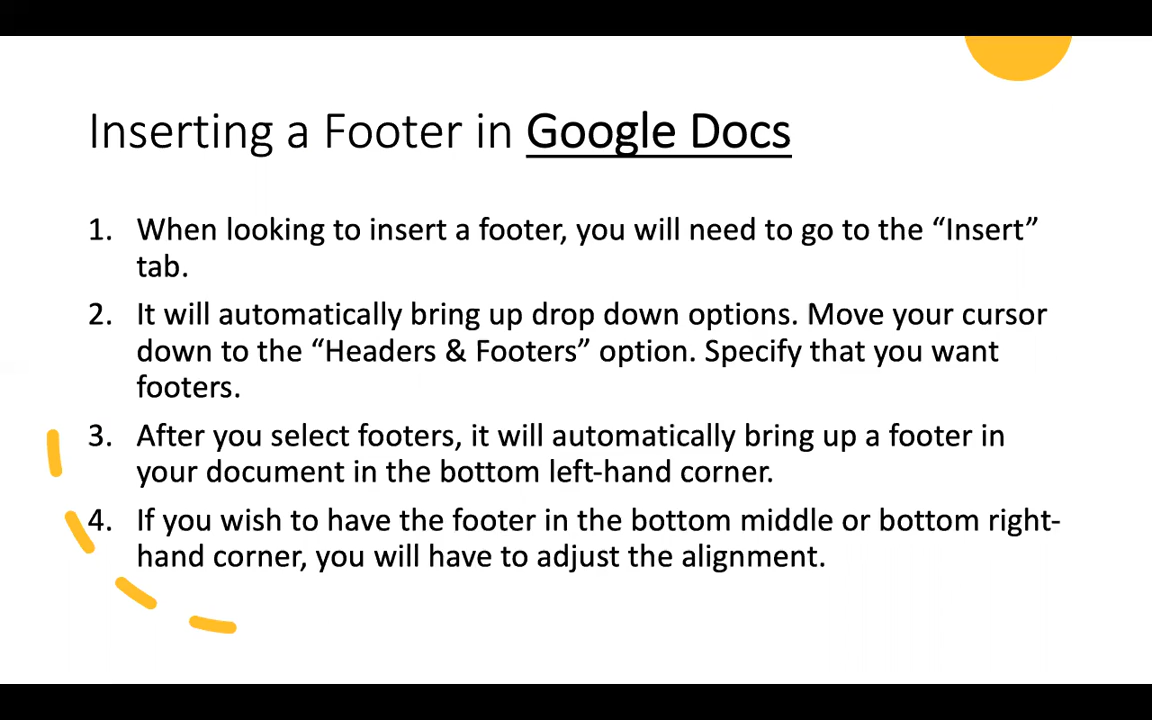 Inserting a Footer in Google Docs
1. When looking to insert a footer, you will need to go to the “Insert”
tab.
2. It will automatically bring up drop down options. Move your cursor
down to the “Headers & Footers” option. Specify that you want
footers.
3. After you select footers, it will automatically bring up a footer in
your document in the bottom left-hand corner.
4. If you wish to have the footer in the bottom middle or bottom right-
hand corner, you will have to adjust the alignment.